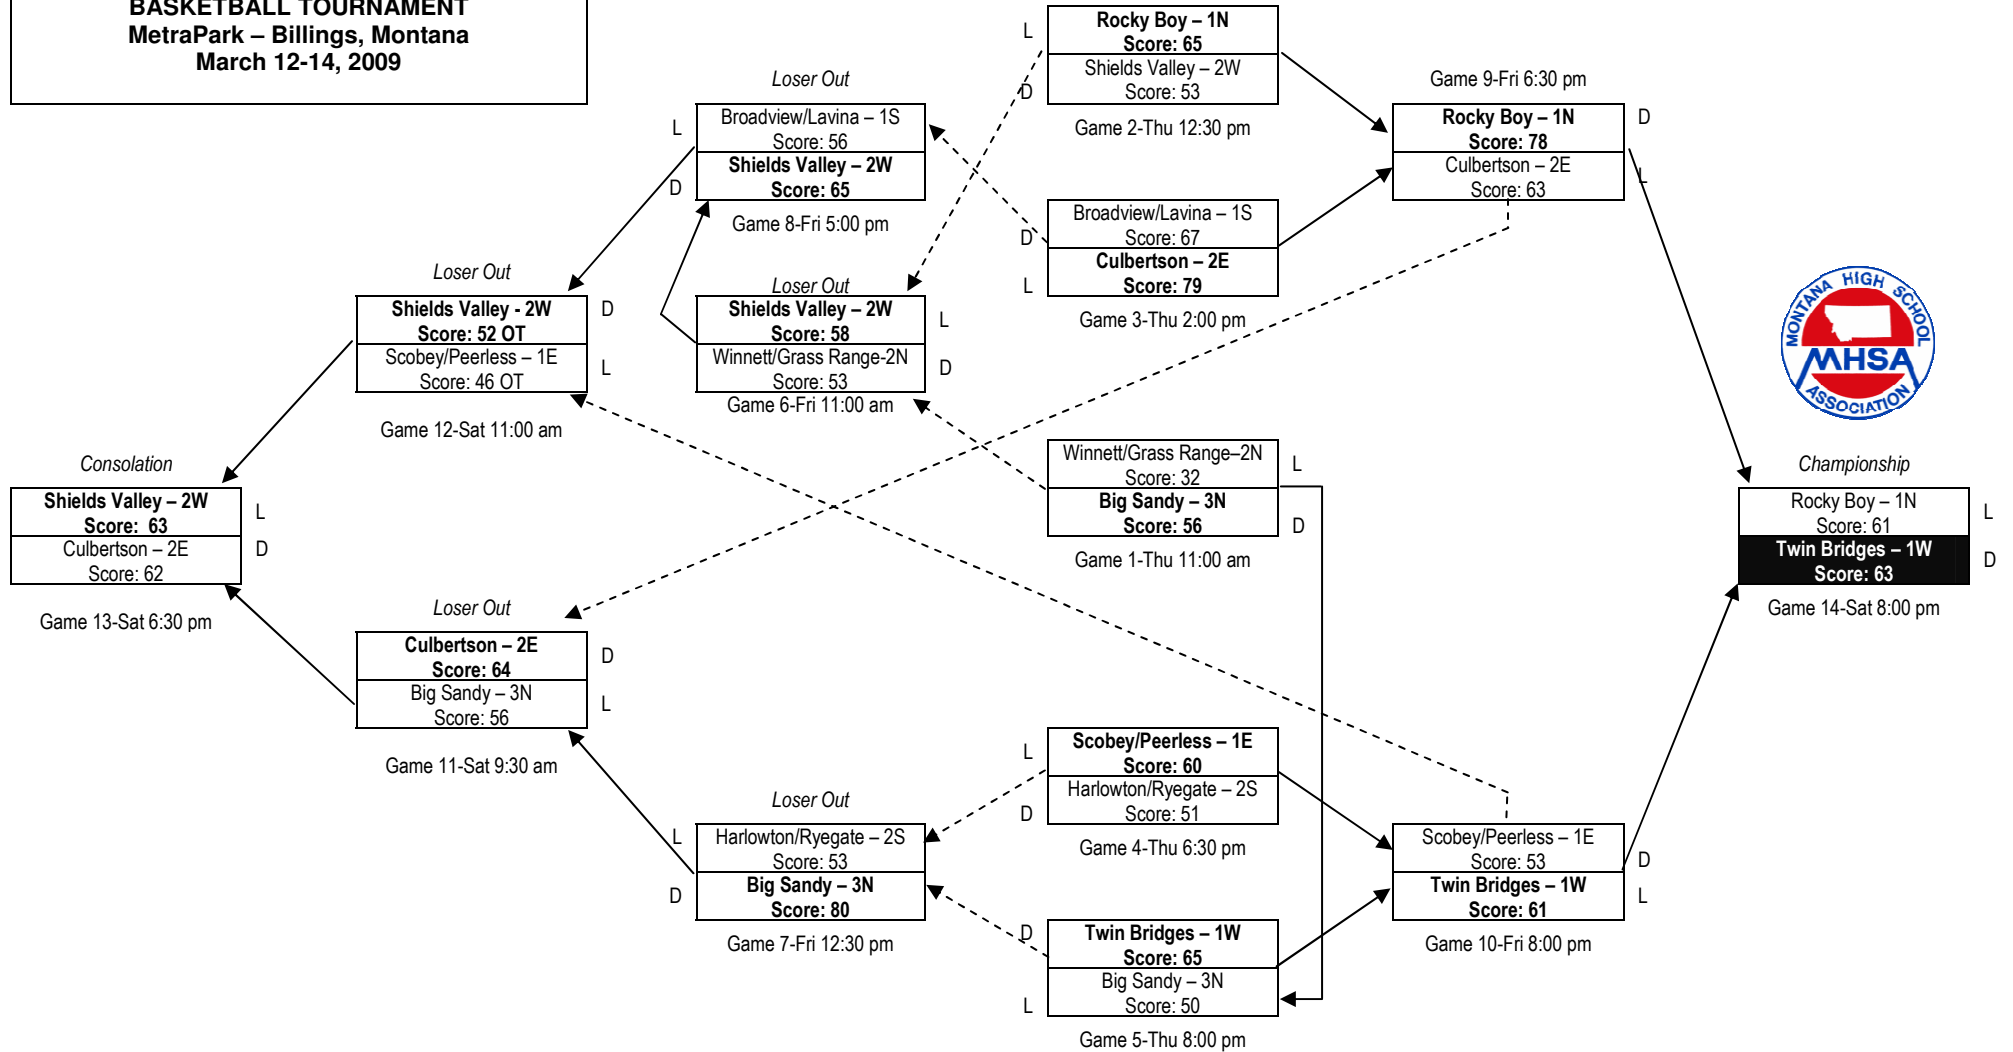 BASKETBALL TOURNAMENT
MetraPark – Billings, Montana
March 12-14, 2009
L
Rocky Boy – 1N
Score: 65
Shields Valley – 2W
D
Score: 53
Game 2-Thu 12:30 pm
Loser Out
L
Broadview/Lavina – 1S
Score: 56
Shields Valley – 2W
D
Score: 65
Game 8-Fri 5:00 pm
Game 9-Fri 6:30 pm
Rocky Boy – 1N
D
Score: 78
Culbertson – 2E
L
Score: 63
Broadview/Lavina – 1S
D
Score: 67
Culbertson – 2E
L
Score: 79
Game 3-Thu 2:00 pm
Loser Out
Shields Valley - 2W
D
Score: 52 OT
Scobey/Peerless – 1E
L
Score: 46 OT
Game 12-Sat 11:00 am
Loser Out
Shields Valley – 2W
L
Score: 58
Winnett/Grass Range-2N
D
Score: 53
Game 6-Fri 11:00 am
MONTANA HIGH SCHOOL
MHSA
ASSOCIATION
Winnett/Grass Range–2N
L
Score: 32
Big Sandy – 3N
D
Score: 56
Game 1-Thu 11:00 am
Consolation
Shields Valley – 2W
L
Score: 63
Culbertson – 2E
D
Score: 62
Game 13-Sat 6:30 pm
Championship
Rocky Boy – 1N
L
Score: 61
Twin Bridges – 1W
D
Score: 63
Game 14-Sat 8:00 pm
Loser Out
Culbertson – 2E
D
Score: 64
Big Sandy – 3N
L
Score: 56
Game 11-Sat 9:30 am
Scobey/Peerless – 1E
L
Score: 60
Harlowton/Ryegate – 2S
D
Score: 51
Game 4-Thu 6:30 pm
Loser Out
L
Harlowton/Ryegate – 2S
Score: 53
Big Sandy – 3N
D
Score: 80
Game 7-Fri 12:30 pm
Scobey/Peerless – 1E
Score: 53
D
Twin Bridges – 1W
L
Score: 61
Game 10-Fri 8:00 pm
D
Twin Bridges – 1W
Score: 65
Big Sandy – 3N
L
Score: 50
Game 5-Thu 8:00 pm